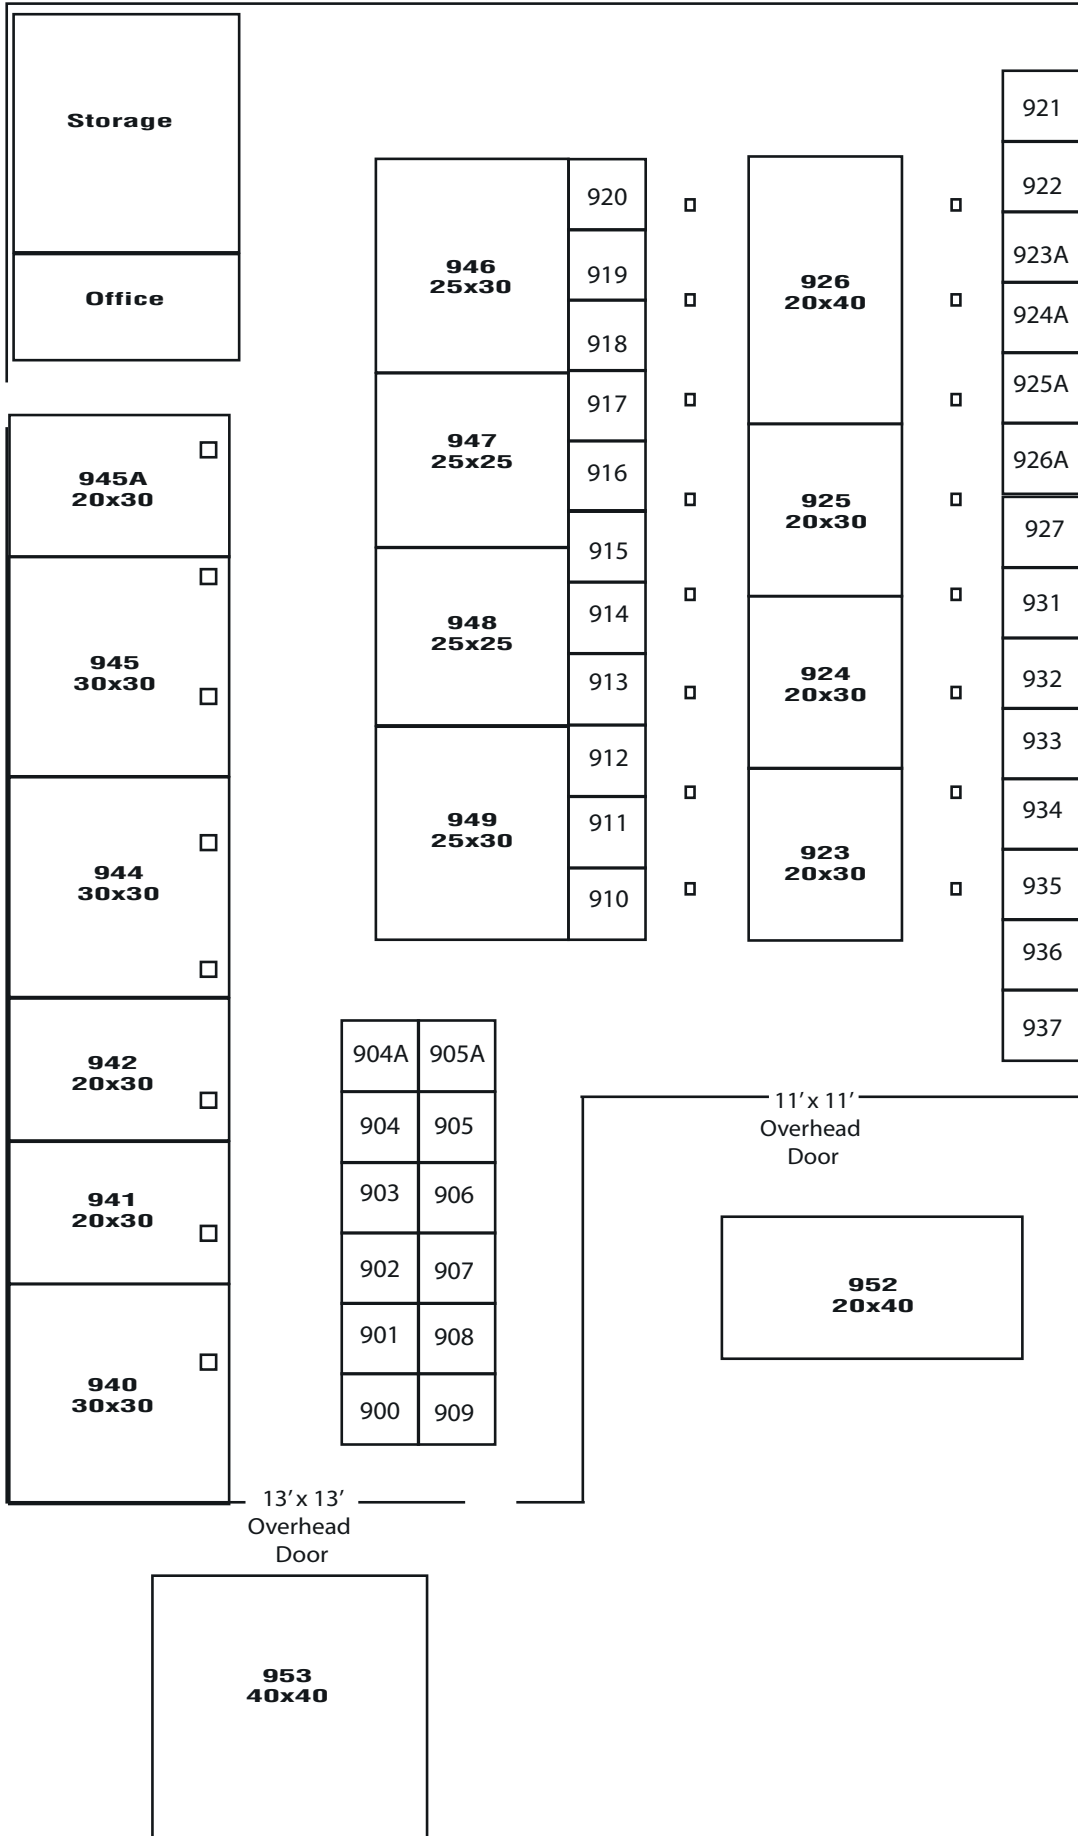 Storage
Office
945A
20x30
945
30x30
944
30x30
942
20x30
941
20x30
940
30x30
946
25x30
947
25x25
948
25x25
949
25x30
920
919
918
917
916
915
914
913
912
911
910
926
20x40
925
20x30
924
20x30
923
20x30
921
922
923A
924A
925A
926A
927
931
932
933
934
935
936
937
904A 905A
904 905
903 906
902 907
901 908
900 909
11’ x 11’
Overhead
Door
952
20x40
13’ x 13’
Overhead
Door
953
40x40